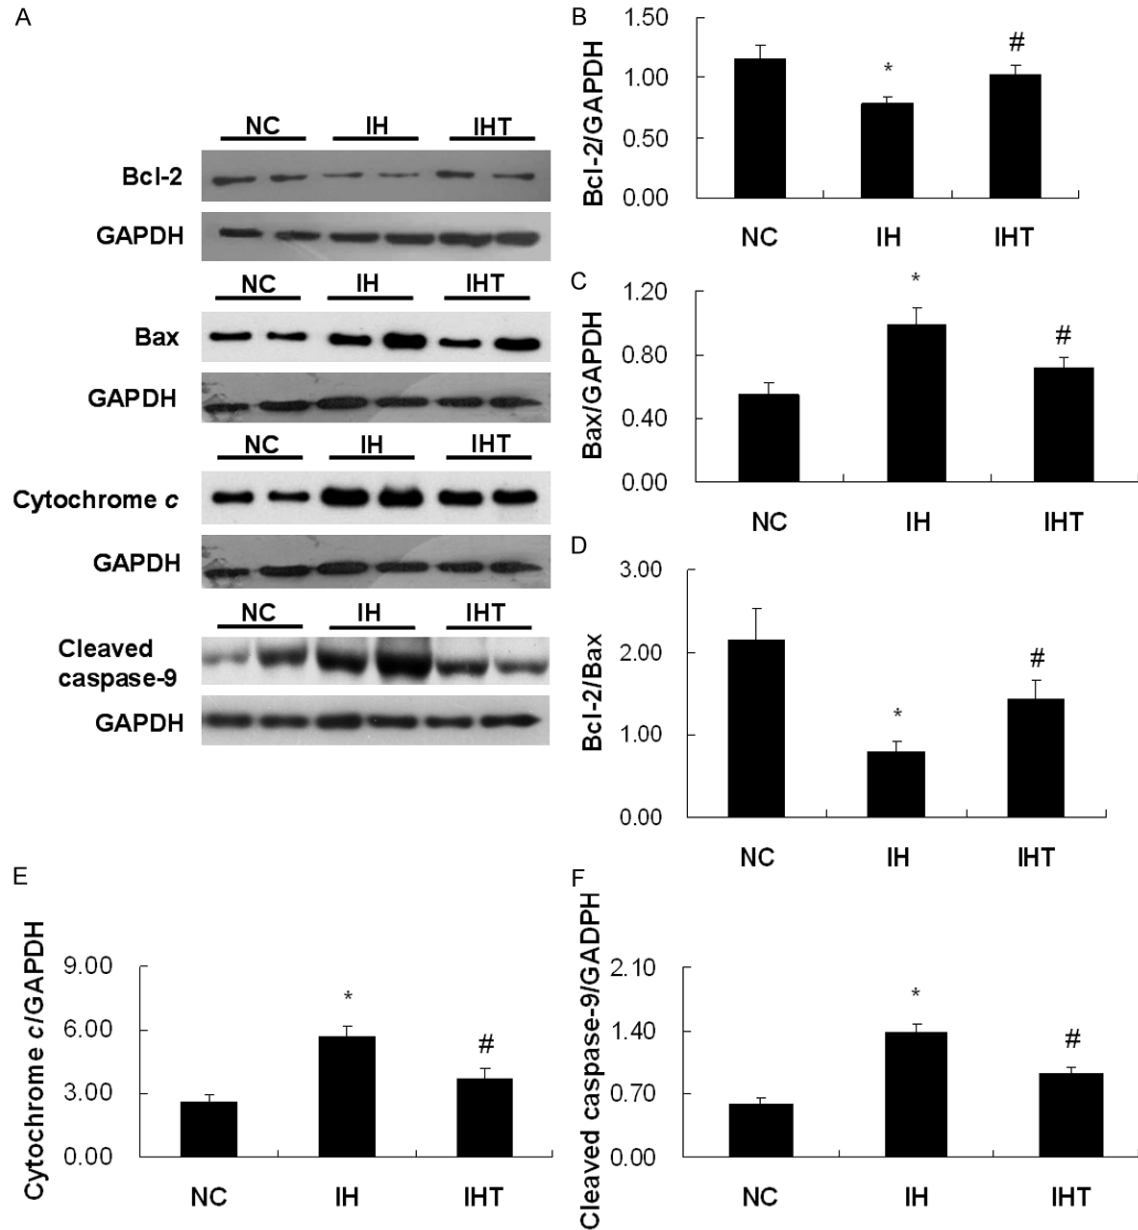 A
NC IH IHT
Bcl-2
GAPDH
NC IH IHT
Bax
GAPDH
NC IH IHT
Cytochrome c
GAPDH
NC IH IHT
Cleaved
caspase-9
GAPDH
B
Bcl-2/GAPDH
1.50
1.00
0.50
0.00
*
#
NC IH IHT
C
Bax/GAPDH
1.20
0.80
0.40
0.00
*
#
NC IH IHT
D
Bcl-2/Bax
3.00
2.00
1.00
0.00
*
#
NC IH IHT
E
Cytochrome c/GAPDH
9.00
6.00
3.00
0.00
*
#
NC IH IHT
F
Cleaved caspase-9/GADPH
2.10
1.40
0.70
0.00
*
#
NC IH IHT